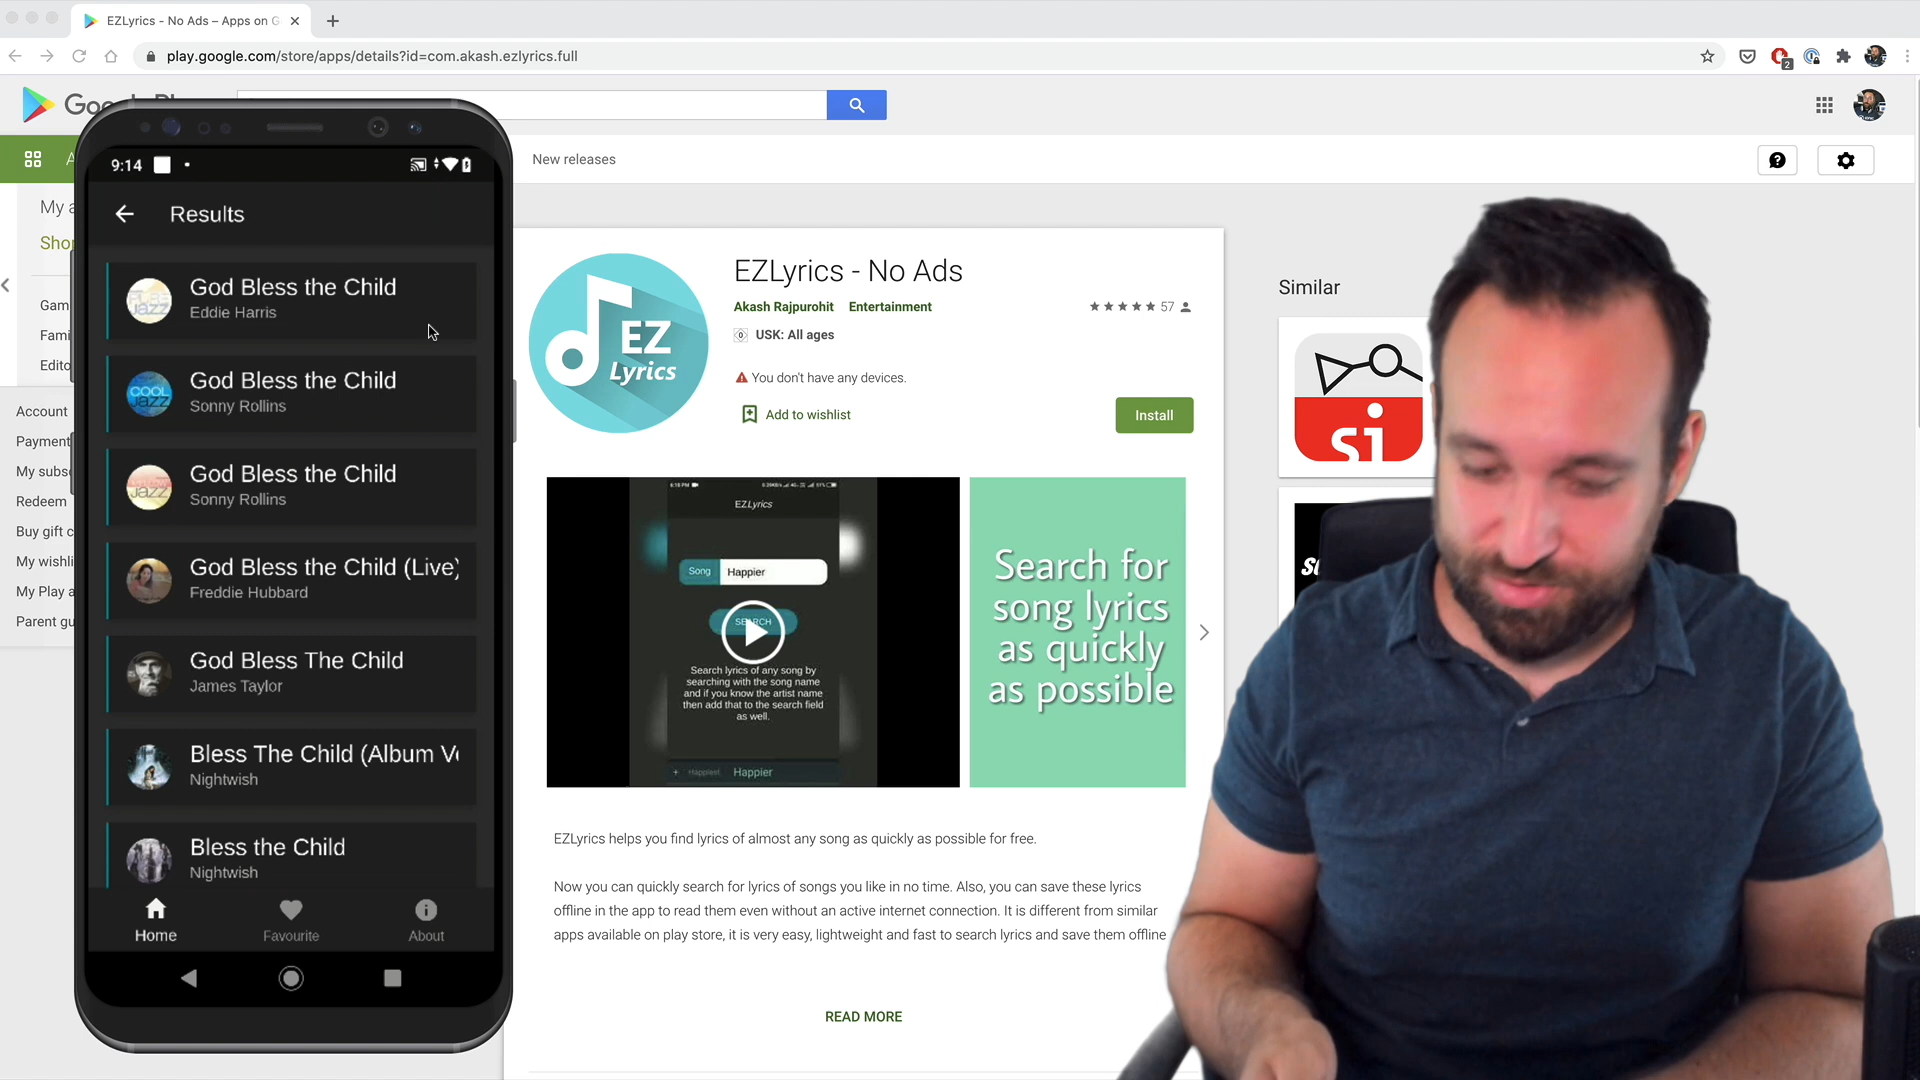 EZLyrics - No Ads – Apps on G
play.google.com/store/apps/details?id=com.akash.ezlyrics.full
2
New releases
My a
Shop
Gam
Fami
Edito
Account
Payment
My subsc
Redeem
Buy gift c
My wishli
My Play a
Parent gu
9:14
Results
God Bless the Child
Eddie Harris
God Bless the Child
Sonny Rollins
God Bless the Child
Sonny Rollins
God Bless the Child (Live)
Freddie Hubbard
God Bless The Child
James Taylor
Bless The Child (Album Ve
Nightwish
Bless the Child
Nightwish
COOL
JAZZ
JAZZ
JAZZ
Home
Favourite
About
EZ
Lyrics
EZLyrics - No Ads
Akash Rajpurohit
Entertainment
57
0
USK: All ages
You don't have any devices.
Add to wishlist
Install
EZLyrics
Song
Happier
SEARCH
Search lyrics of any song by
searching with the song name
and if you know the artist name
then add that to the search field
as well.
Happier
Search for
song lyrics
as quickly
as possible
EZLyrics helps you find lyrics of almost any song as quickly as possible for free.
Now you can quickly search for lyrics of songs you like in no time. Also, you can save these lyrics
offline in the app to read them even without an active internet connection. It is different from similar
apps available on play store, it is very easy, lightweight and fast to search lyrics and save them offline
READ MORE
Similar
si